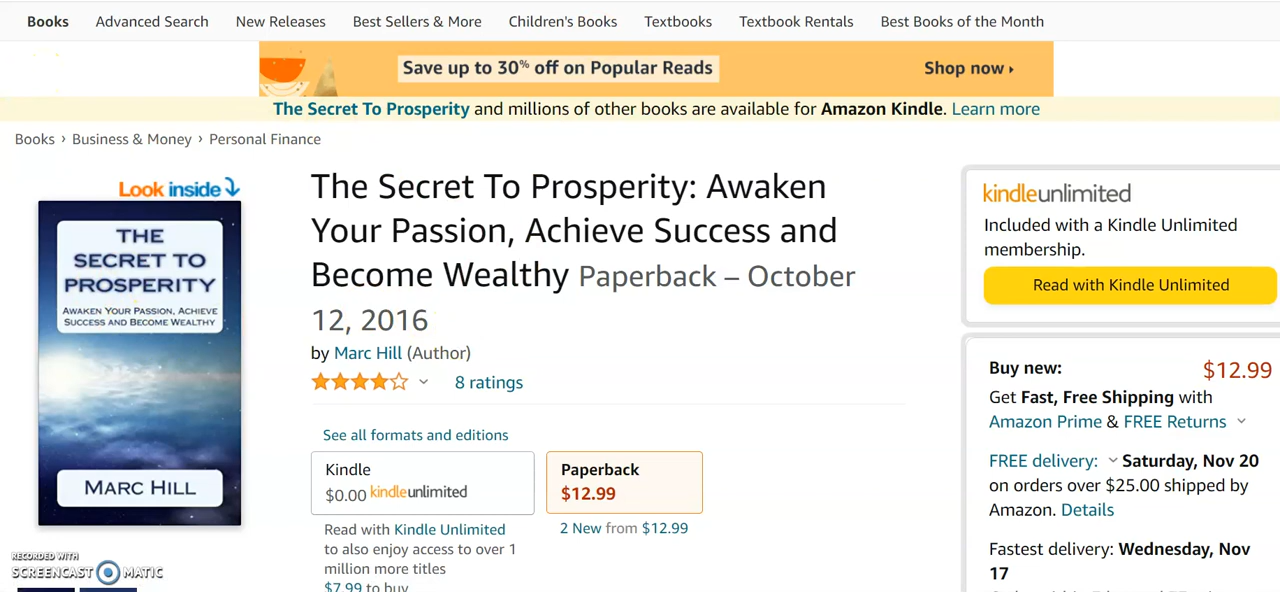 Books Advanced Search New Releases Best Sellers & More Children's Books Textbooks Textbook Rentals Best Books of the Month
Save up to 30% off on Popular Reads Shop now ›
The Secret To Prosperity and millions of other books are available for Amazon Kindle. Learn more
Books › Business & Money › Personal Finance
Look inside
THE
SECRET TO
PROSPERITY
AWAKEN YOUR PASSION, ACHIEVE
SUCCESS AND BECOME WEALTHY
MARC HILL
RECORDED WITH
SCREENCAST MATIC
The Secret To Prosperity: Awaken
Your Passion, Achieve Success and
Become Wealthy Paperback – October
12, 2016
by Marc Hill (Author)
8 ratings
See all formats and editions
Kindle
$0.00 kindleunlimited
Read with Kindle Unlimited
to also enjoy access to over 1
million more titles
$7.99 to buy
Paperback
$12.99
2 New from $12.99
kindleunlimited
Included with a Kindle Unlimited
membership.
Read with Kindle Unlimited
Buy new: $12.99
Get Fast, Free Shipping with
Amazon Prime & FREE Returns
FREE delivery: Saturday, Nov 20
on orders over $25.00 shipped by
Amazon. Details
Fastest delivery: Wednesday, Nov
17